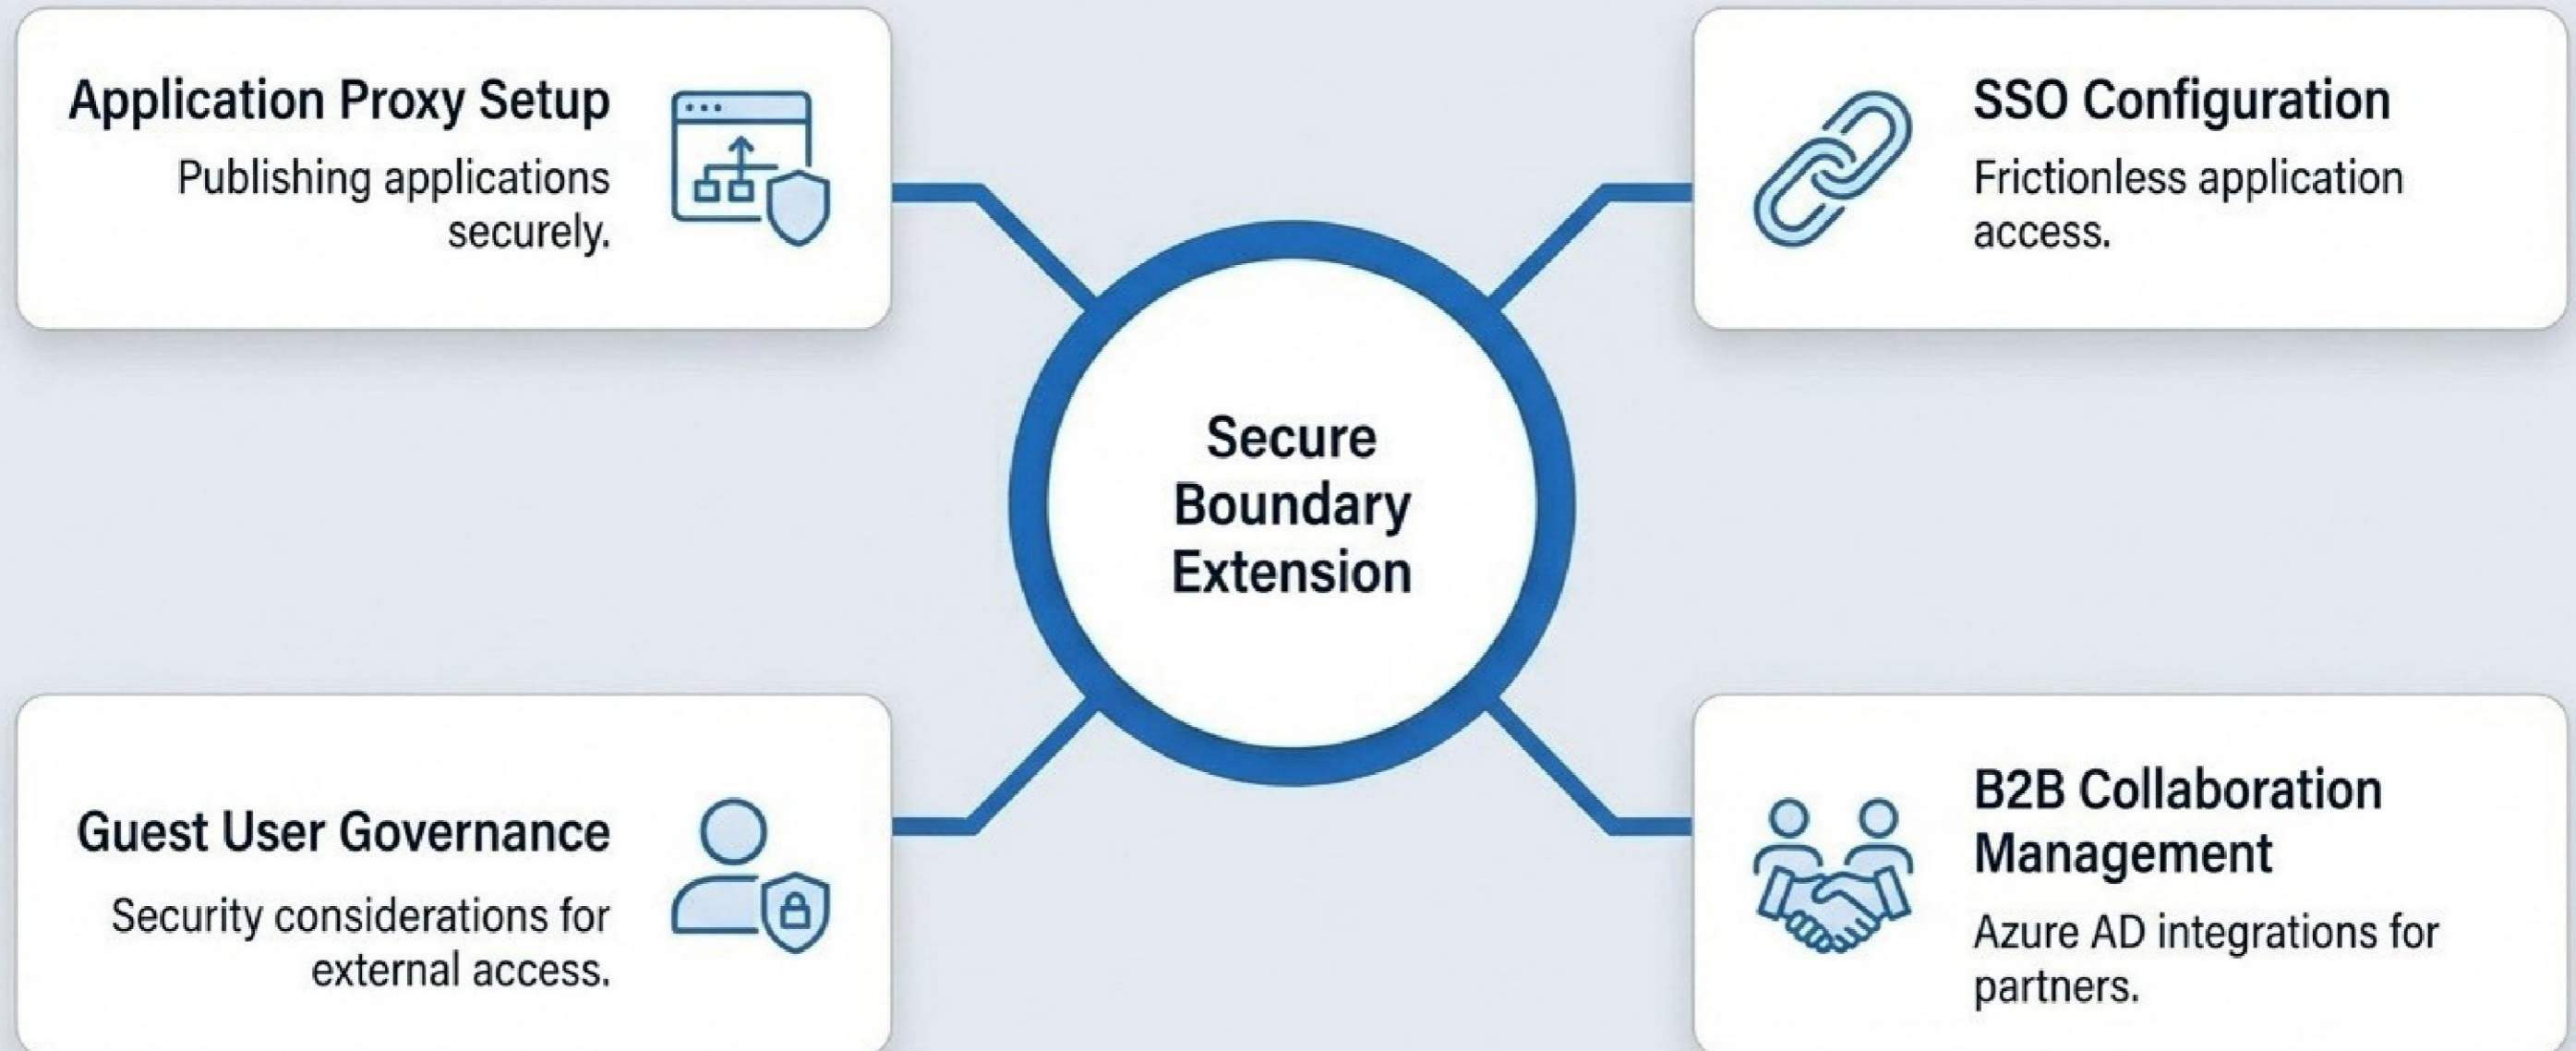 Application Proxy Setup
Publishing applications
securely.
SSO Configuration
Frictionless application
access.
Secure
Boundary
Extension
Guest User Governance
Security considerations for
external access.
B2B Collaboration
Management
Azure AD integrations for
partners.